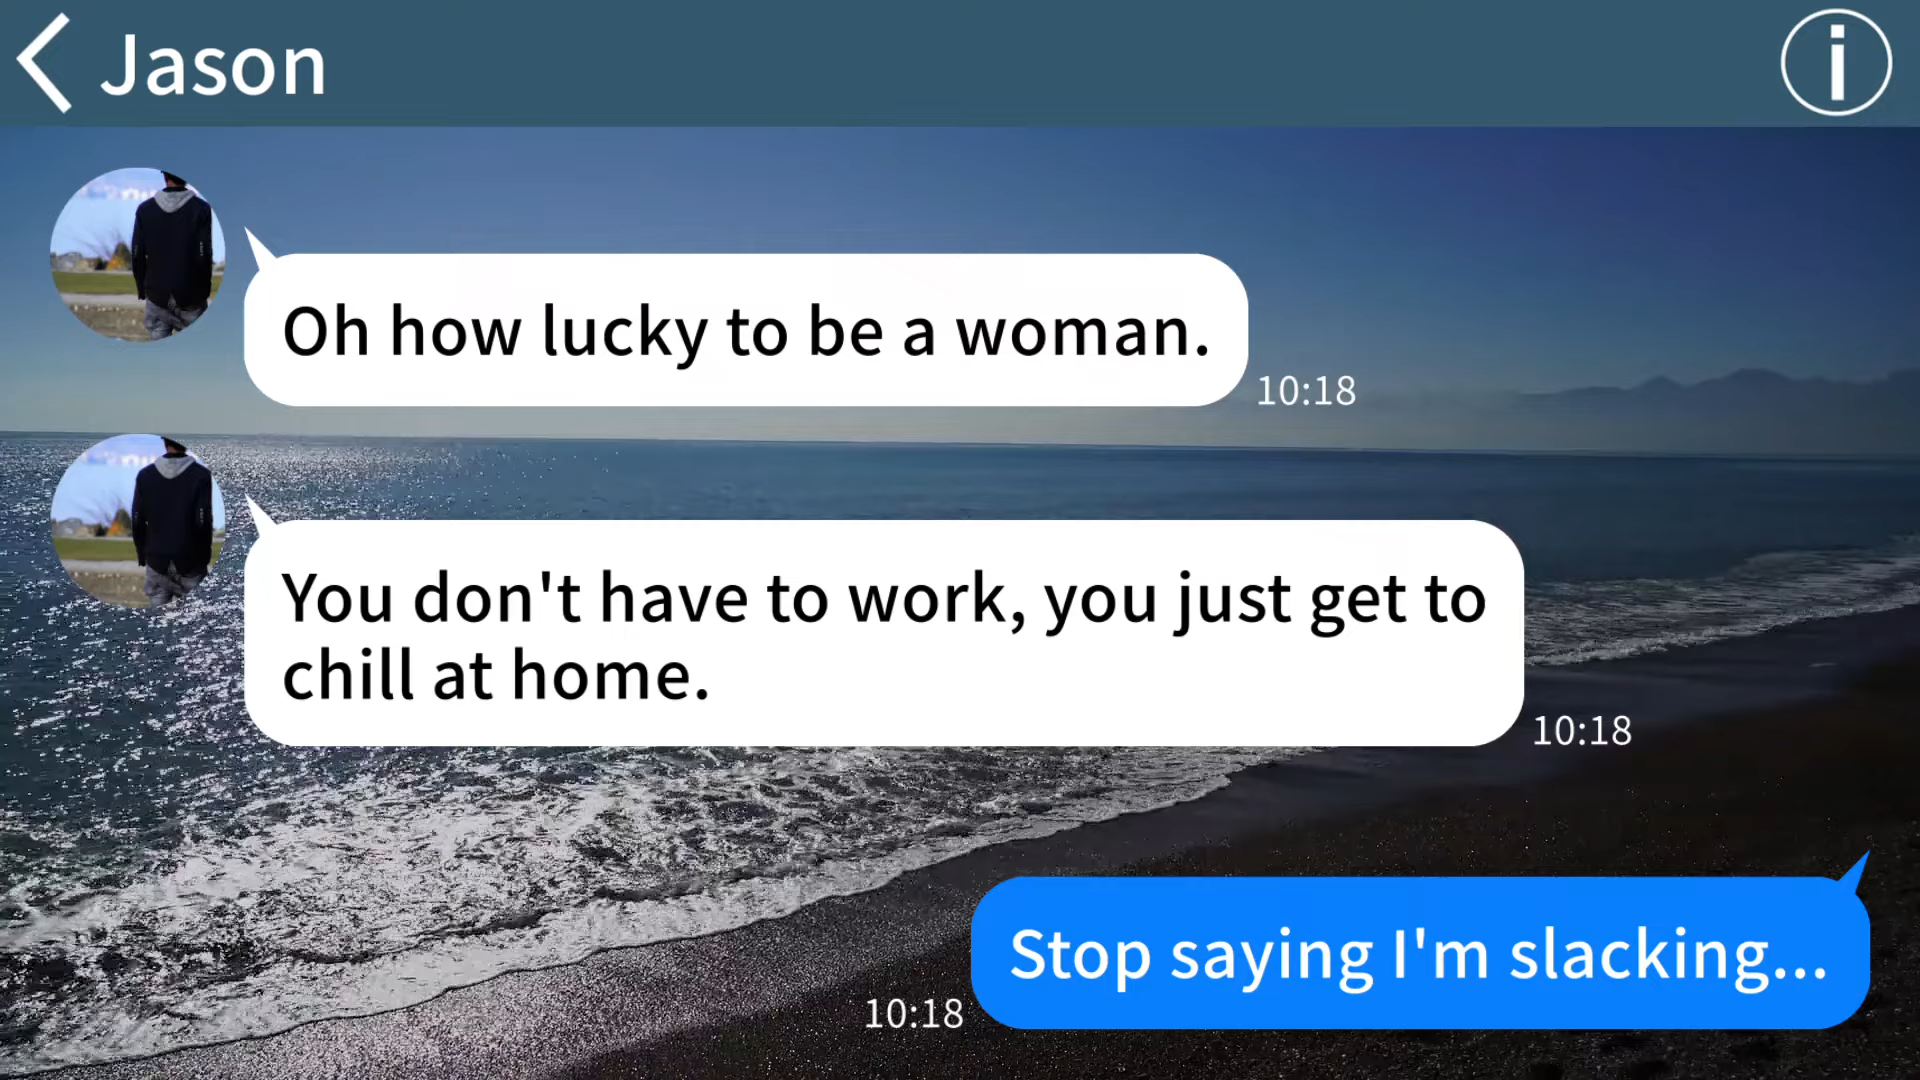 Jason
Oh how lucky to be a woman.
10:18
You don't have to work, you just get to
chill at home.
10:18
Stop saying I'm slacking...
10:18